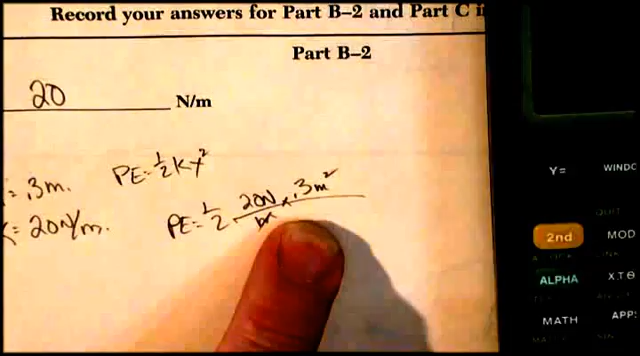 Record your answers for Part B–2 and Part C i
Part B–2
20 N/m
.3m. PE=½Kx²
= 20N/m. PE=½ 20N/m × .3m²
Y= WINDO
QUIT
2nd MOD
ALPHA X,T,Θ
MATH APPS